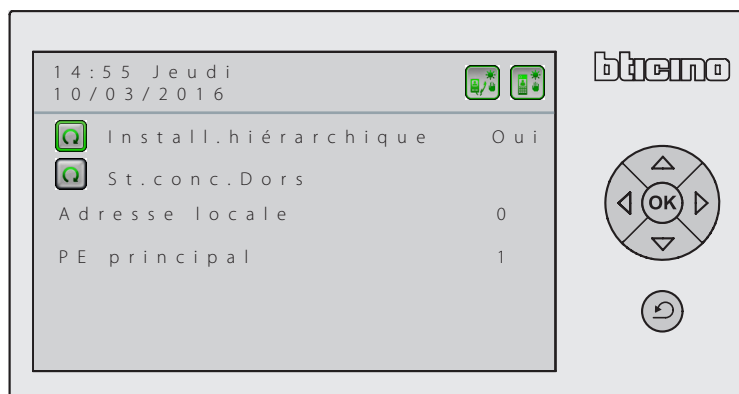 14:55 Jeudi
10/03/2016
bticino
Install.hiérarchique Oui
St.conc.Dors
Adresse locale 0
PE principal 1
OK